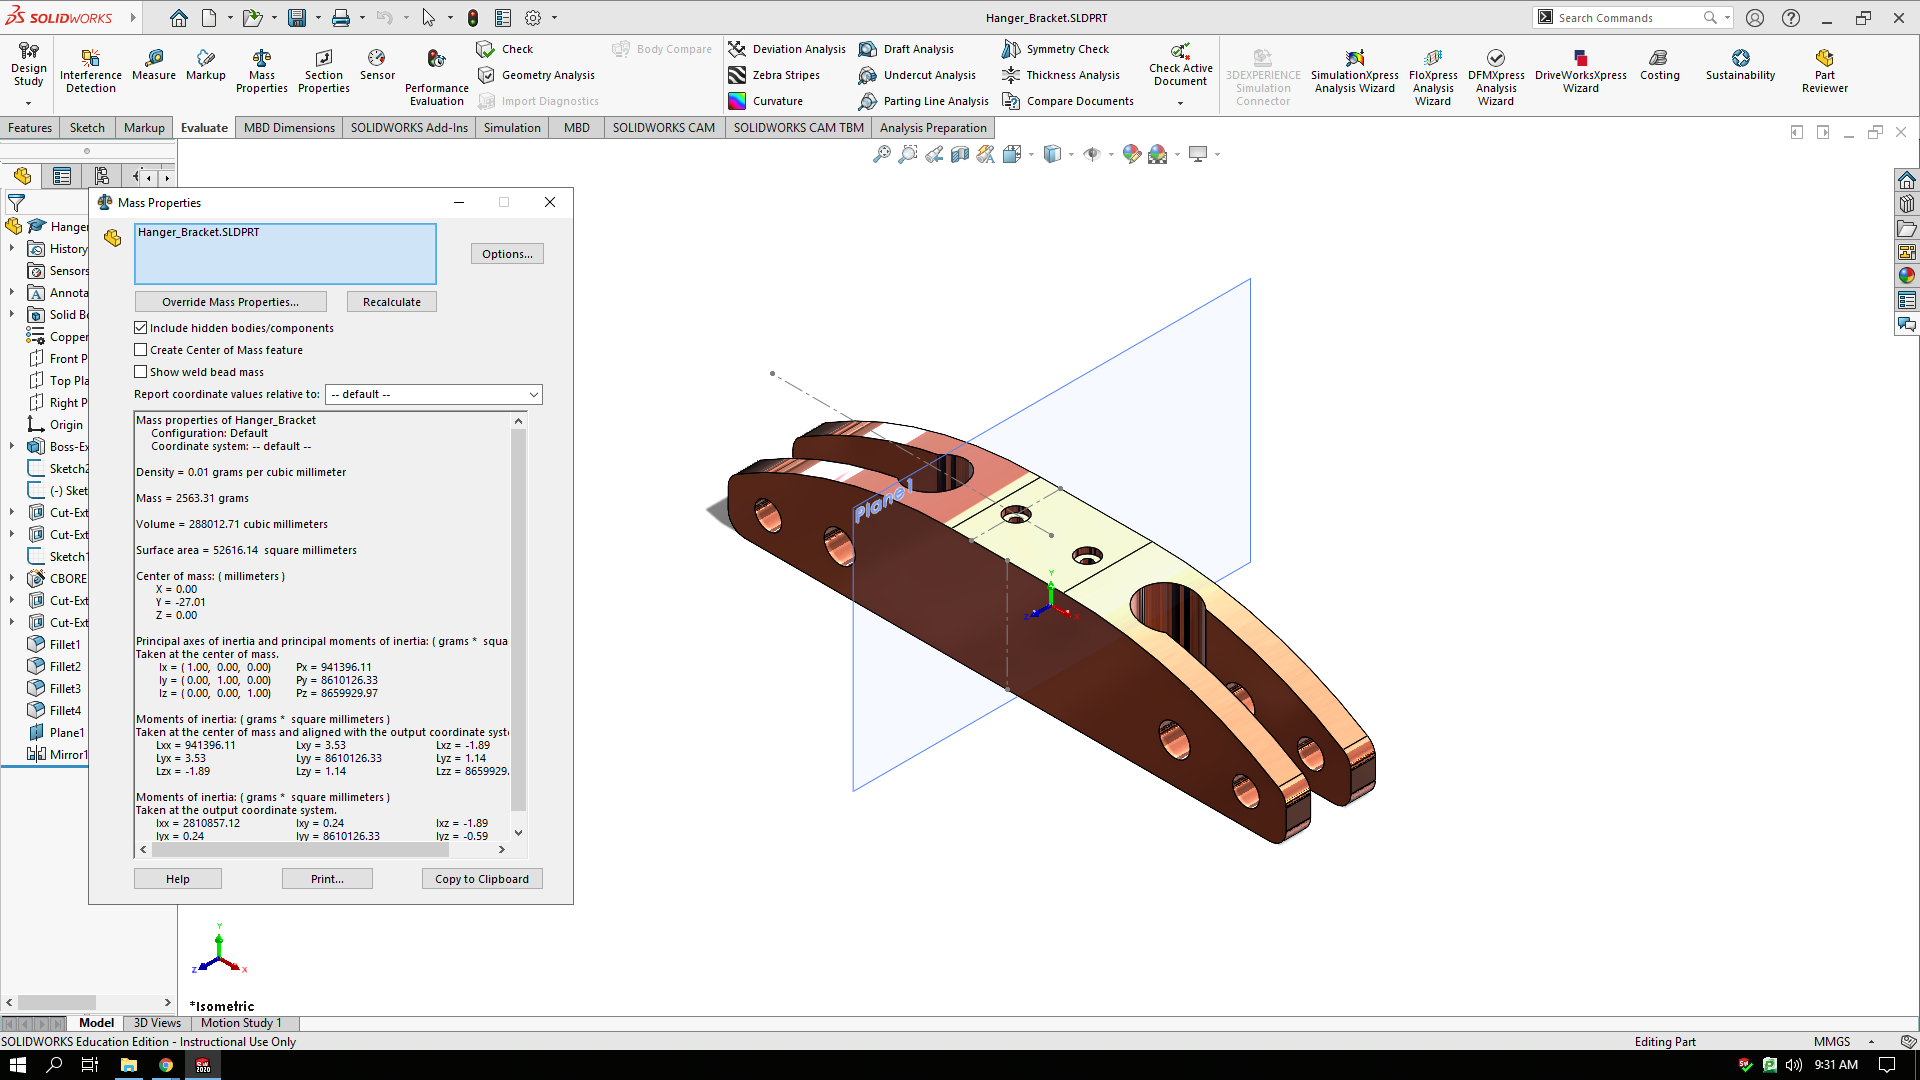 SOLIDWORKS
Hanger_Bracket.SLDPRT
Search Commands
Design Study
Interference Detection
Measure
Markup
Mass Properties
Section Properties
Sensor
Performance Evaluation
Check
Geometry Analysis
Import Diagnostics
Body Compare
Deviation Analysis
Zebra Stripes
Curvature
Draft Analysis
Undercut Analysis
Parting Line Analysis
Symmetry Check
Thickness Analysis
Compare Documents
Check Active Document
3DEXPERIENCE Simulation Connector
SimulationXpress Analysis Wizard
FloXpress Analysis Wizard
DFMXpress Analysis Wizard
DriveWorksXpress Wizard
Costing
Sustainability
Part Reviewer
Features
Sketch
Markup
Evaluate
MBD Dimensions
SOLIDWORKS Add-Ins
Simulation
MBD
SOLIDWORKS CAM
SOLIDWORKS CAM TBM
Analysis Preparation
Hanger
History
Sensors
Annota
Solid Bo
Copper
Front P
Top Pla
Right P
Origin
Boss-Ex
Sketch2
(-) Sket
Cut-Ext
Cut-Ext
Sketch1
CBORE
Cut-Ext
Cut-Ext
Fillet1
Fillet2
Fillet3
Fillet4
Plane1
Mirror1
Mass Properties
Hanger_Bracket.SLDPRT
Options...
Override Mass Properties...
Recalculate
Include hidden bodies/components
Create Center of Mass feature
Show weld bead mass
Report coordinate values relative to:
-- default --
Mass properties of Hanger_Bracket
Configuration: Default
Coordinate system: -- default --
Density = 0.01 grams per cubic millimeter
Mass = 2563.31 grams
Volume = 288012.71 cubic millimeters
Surface area = 52616.14 square millimeters
Center of mass: ( millimeters )
X = 0.00
Y = -27.01
Z = 0.00
Principal axes of inertia and principal moments of inertia: ( grams * squa
Taken at the center of mass.
Ix = ( 1.00, 0.00, 0.00) Px = 941396.11
Iy = ( 0.00, 1.00, 0.00) Py = 8610126.33
Iz = ( 0.00, 0.00, 1.00) Pz = 8659929.97
Moments of inertia: ( grams * square millimeters )
Taken at the center of mass and aligned with the output coordinate syste
Lxx = 941396.11 Lxy = 3.53 Lxz = -1.89
Lyx = 3.53 Lyy = 8610126.33 Lyz = 1.14
Lzx = -1.89 Lzy = 1.14 Lzz = 8659929.
Moments of inertia: ( grams * square millimeters )
Taken at the output coordinate system.
Ixx = 2810857.12 Ixy = 0.24 Ixz = -1.89
Iyx = 0.24 Iyy = 8610126.33 Iyz = -0.59
Help
Print...
Copy to Clipboard
Plane1
Y
Z
X
Y
Z
X
*Isometric
Model
3D Views
Motion Study 1
SOLIDWORKS Education Edition - Instructional Use Only
Editing Part
MMGS
SW 2020
9:31 AM